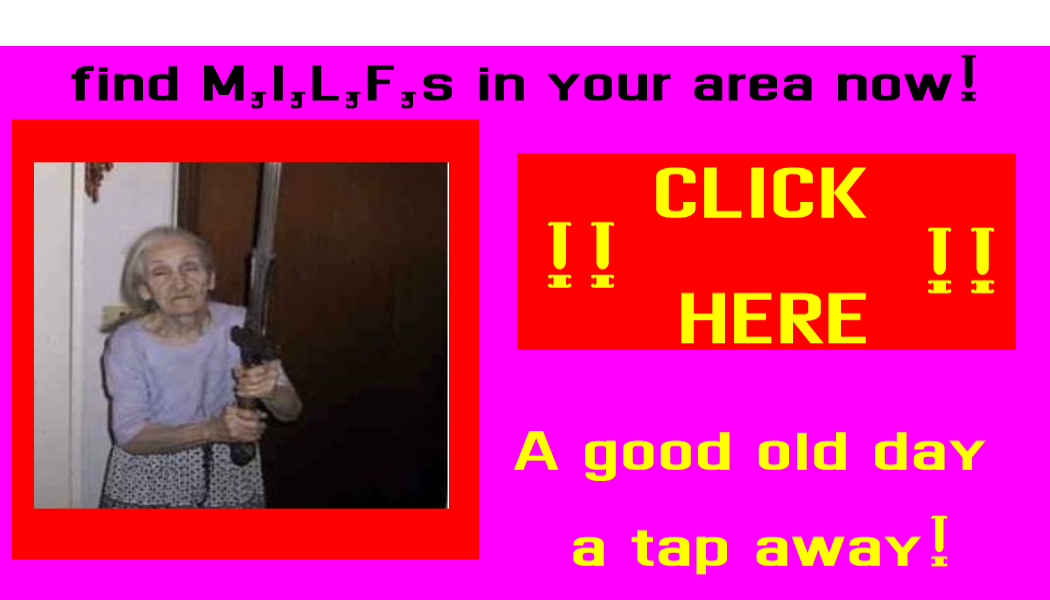 find M,I,L,F,s in your area now!
CLICK
!! !!
HERE
A good old day
a tap away!